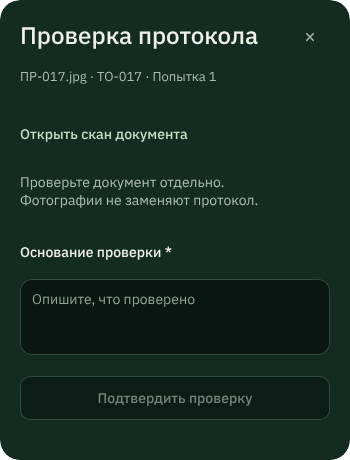 Проверка протокола ×
ПР-017.jpg · ТО-017 · Попытка 1
Открыть скан документа
Проверьте документ отдельно.
Фотографии не заменяют протокол.
Основание проверки *
Опишите, что проверено
Подтвердить проверку